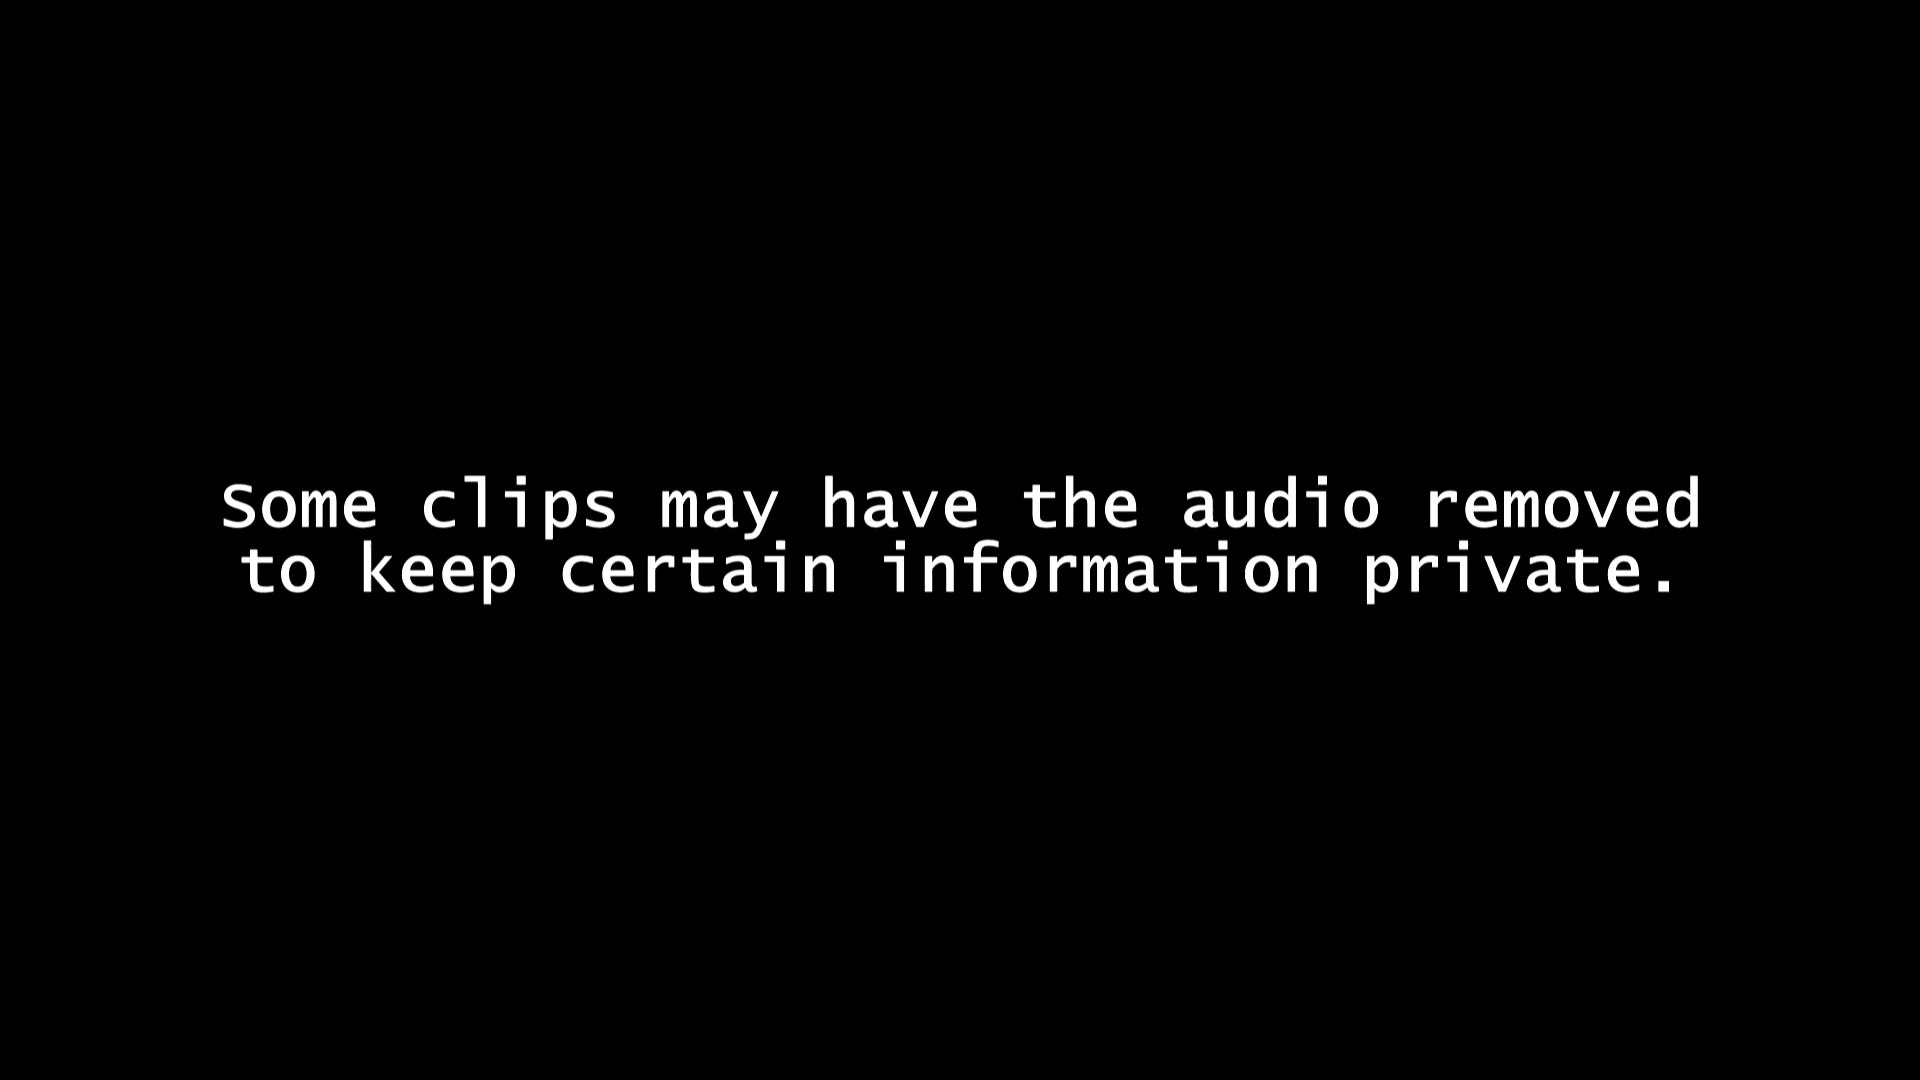 Some clips may have the audio removed
to keep certain information private.